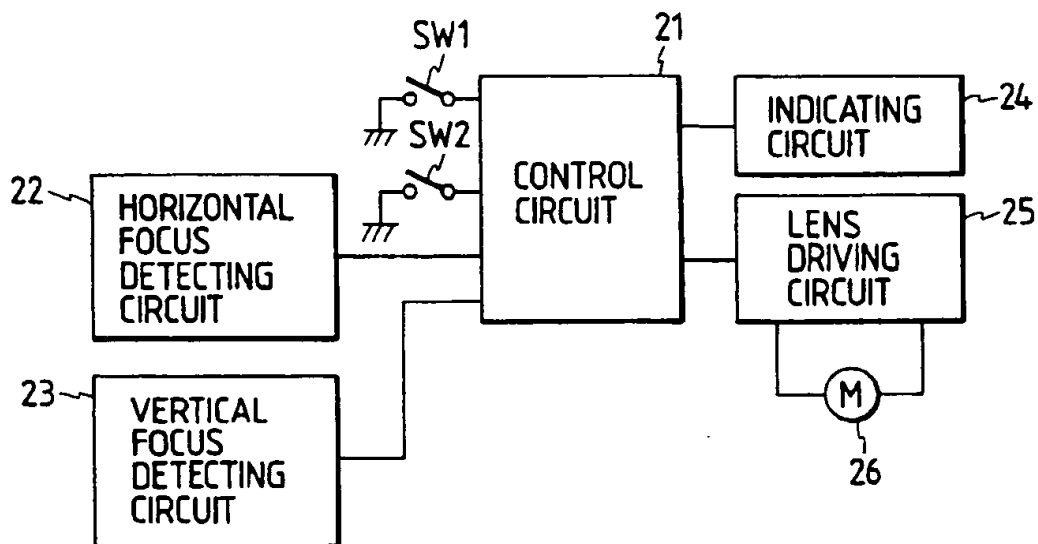 SW1
21
INDICATING
CIRCUIT
24
SW2
CONTROL
CIRCUIT
22
HORIZONTAL
FOCUS
DETECTING
CIRCUIT
LENS
DRIVING
CIRCUIT
25
23
VERTICAL
FOCUS
DETECTING
CIRCUIT
M
26